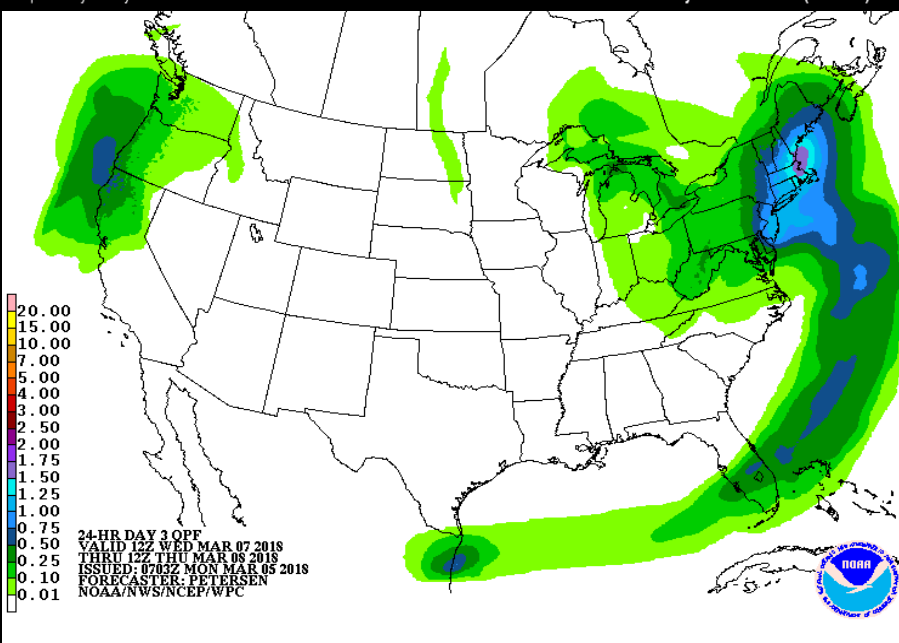 20.00
15.00
10.00
7.00
5.00
4.00
3.00
2.50
2.00
1.75
1.50
1.25
1.00
0.75
0.50
0.25
0.10
0.01
24-HR DAY 3 QPF
VALID 12Z WED MAR 07 2018
THRU 12Z THU MAR 08 2018
ISSUED: 0703Z MON MAR 05 2018
FORECASTER: PETERSEN
NOAA/NWS/NCEP/WPC
NOAA